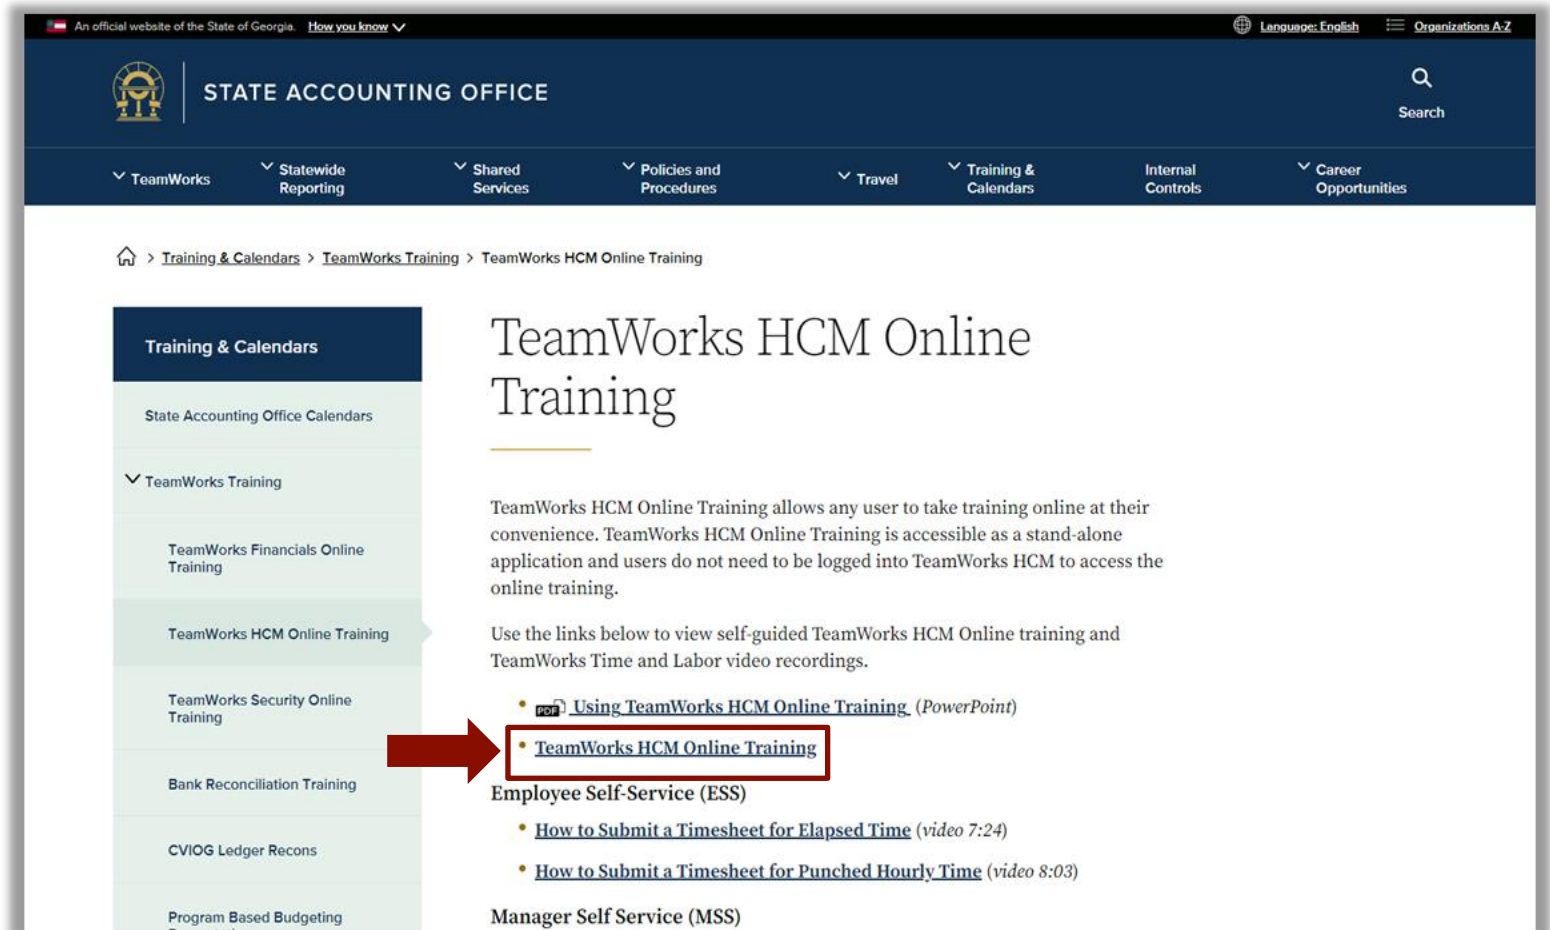 An official website of the State of Georgia. How you know
Language: English
Organizations A-Z
STATE ACCOUNTING OFFICE
Search
TeamWorks
Statewide
Reporting
Shared
Services
Policies and
Procedures
Travel
Training &
Calendars
Internal
Controls
Career
Opportunities
> Training & Calendars > TeamWorks Training > TeamWorks HCM Online Training
Training & Calendars
State Accounting Office Calendars
TeamWorks Training
TeamWorks Financials Online
Training
TeamWorks HCM Online Training
TeamWorks Security Online
Training
Bank Reconciliation Training
CVIOG Ledger Recons
Program Based Budgeting
TeamWorks HCM Online
Training
TeamWorks HCM Online Training allows any user to take training online at their
convenience. TeamWorks HCM Online Training is accessible as a stand-alone
application and users do not need to be logged into TeamWorks HCM to access the
online training.
Use the links below to view self-guided TeamWorks HCM Online training and
TeamWorks Time and Labor video recordings.
• PDF Using TeamWorks HCM Online Training (PowerPoint)
• TeamWorks HCM Online Training
Employee Self-Service (ESS)
• How to Submit a Timesheet for Elapsed Time (video 7:24)
• How to Submit a Timesheet for Punched Hourly Time (video 8:03)
Manager Self Service (MSS)